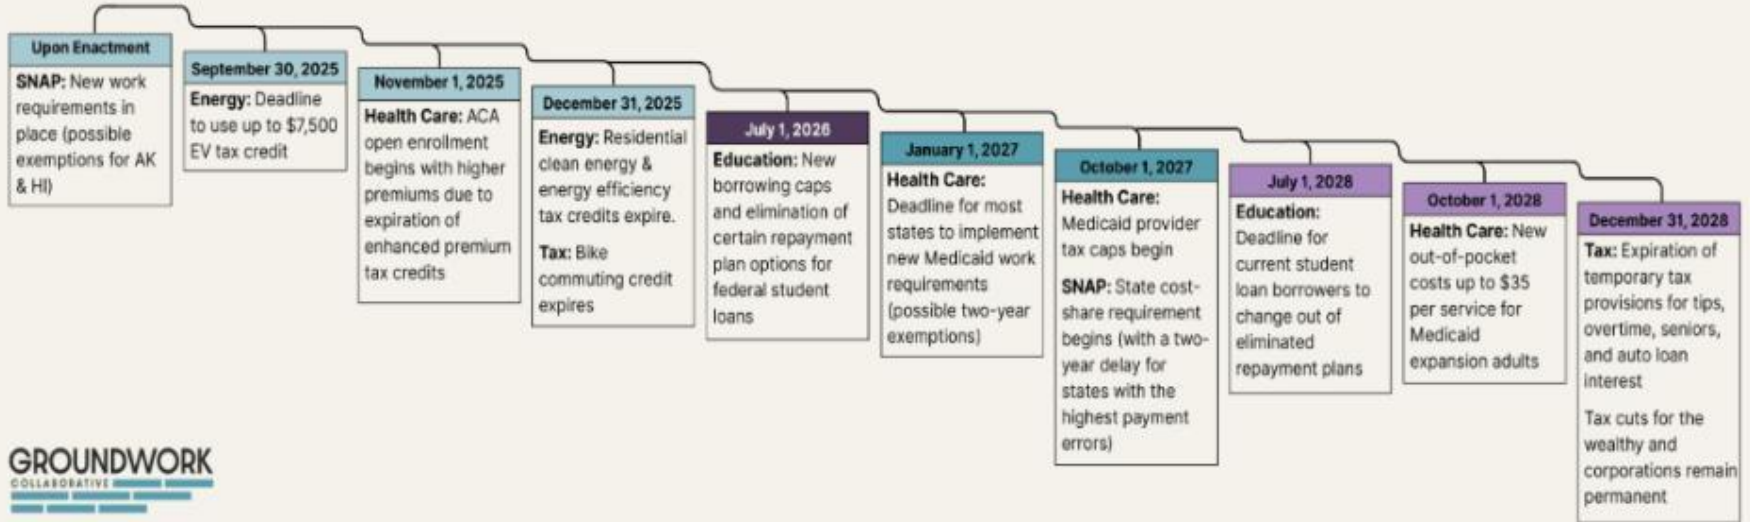 Upon Enactment
SNAP: New work
requirements in
place (possible
exemptions for AK
& HI)
September 30, 2025
Energy: Deadline
to use up to $7,500
EV tax credit
November 1, 2025
Health Care: ACA
open enrollment
begins with higher
premiums due to
expiration of
enhanced premium
tax credits
December 31, 2025
Energy: Residential
clean energy &
energy efficiency
tax credits expire.
Tax: Bike
commuting credit
expires
July 1, 2026
Education: New
borrowing caps
and elimination of
certain repayment
plan options for
federal student
loans
January 1, 2027
Health Care:
Deadline for most
states to implement
new Medicaid work
requirements
(possible two-year
exemptions)
October 1, 2027
Health Care:
Medicaid provider
tax caps begin
SNAP: State cost-
share requirement
begins (with a two-
year delay for
states with the
highest payment
errors)
July 1, 2028
Education:
Deadline for
current student
loan borrowers to
change out of
eliminated
repayment plans
October 1, 2028
Health Care: New
out-of-pocket
costs up to $35
per service for
Medicaid
expansion adults
December 31, 2028
Tax: Expiration of
temporary tax
provisions for tips,
overtime, seniors,
and auto loan
interest
Tax cuts for the
wealthy and
corporations remain
permanent
GROUNDWORK
COLLABORATIVE